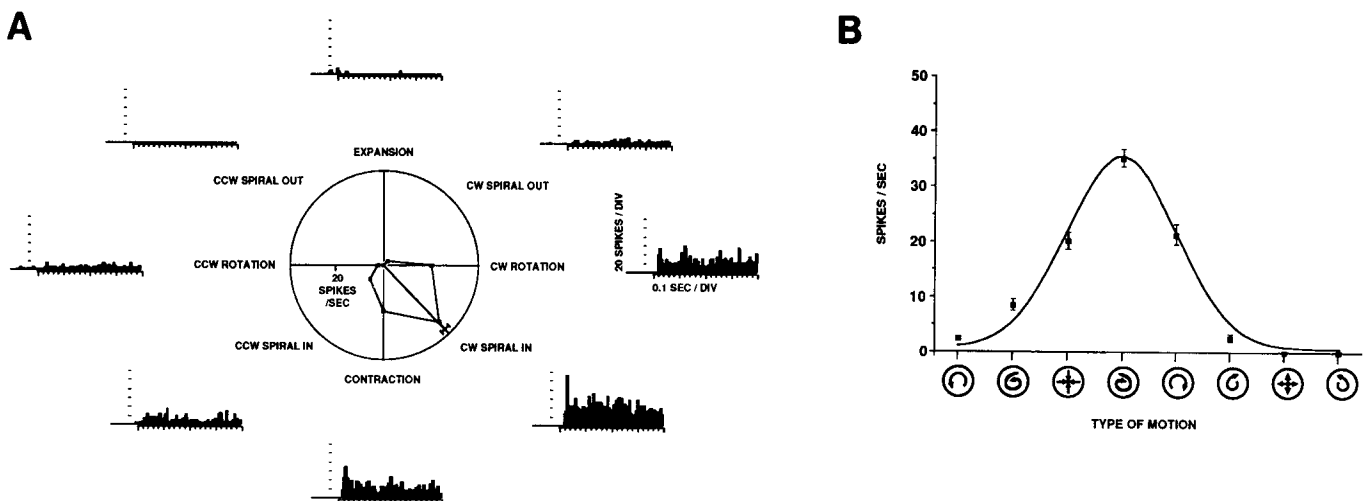 A
EXPANSION
CCW SPIRAL OUT
CW SPIRAL OUT
CCW ROTATION
CW ROTATION
20
SPIKES
/SEC
CCW SPIRAL IN
CW SPIRAL IN
CONTRACTION
20 SPIKES / DIV
0.1 SEC / DIV
B
50
40
30
20
10
0
SPIKES / SEC
TYPE OF MOTION